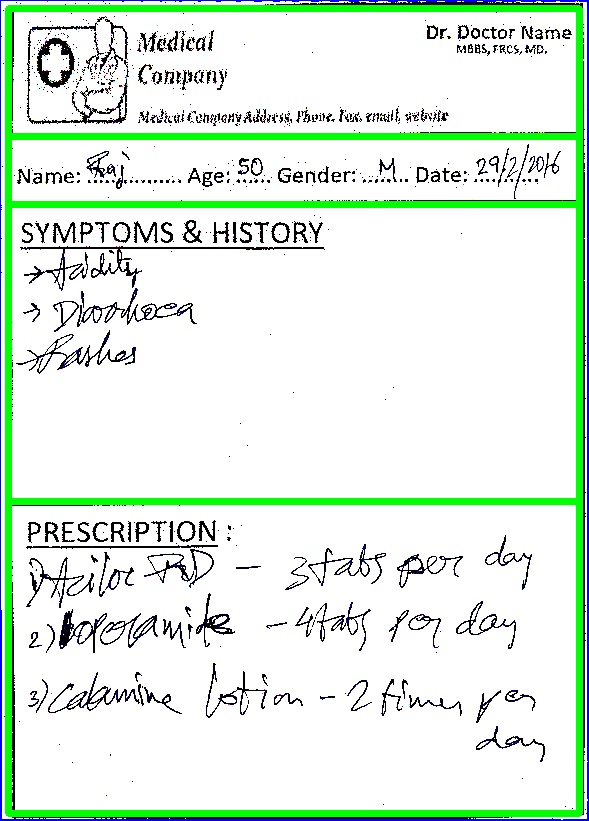 Medical
Company
Medical Company Address, Phone, Fax, email, website
Dr. Doctor Name
MBBS, FRCS, MD.
Name: Raj Age: 50 Gender: M Date: 29/2/2016
SYMPTOMS & HISTORY
→ Acidity
→ Diarrhoea
→ Rashes
PRESCRIPTION :
1) Aciloc RD – 3 tabs per day
2) Loperamide – 4 tabs per day
3) Calamine lotion – 2 times per
day